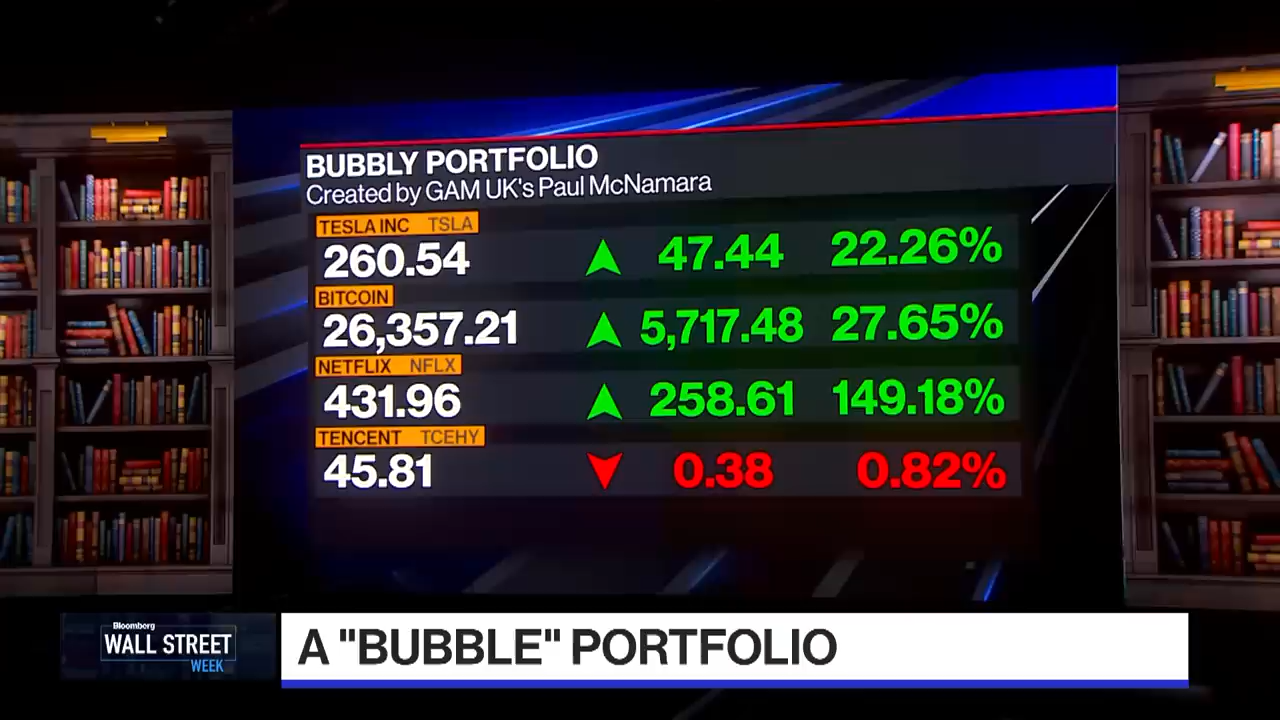 BUBBLY PORTFOLIO
Created by GAM UK's Paul McNamara
TESLA INC TSLA
260.54 ▲ 47.44 22.26%
BITCOIN
26,357.21 ▲ 5,717.48 27.65%
NETFLIX NFLX
431.96 ▲ 258.61 149.18%
TENCENT TCEHY
45.81 ▼ 0.38 0.82%
Bloomberg
WALL STREET
WEEK
A "BUBBLE" PORTFOLIO